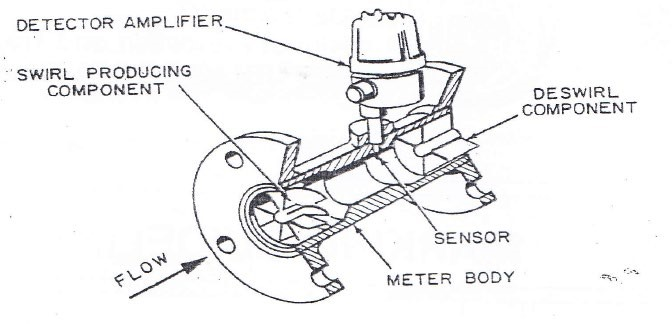 DETECTOR AMPLIFIER
SWIRL PRODUCING
COMPONENT
DESWIRL
COMPONENT
SENSOR
METER BODY
FLOW